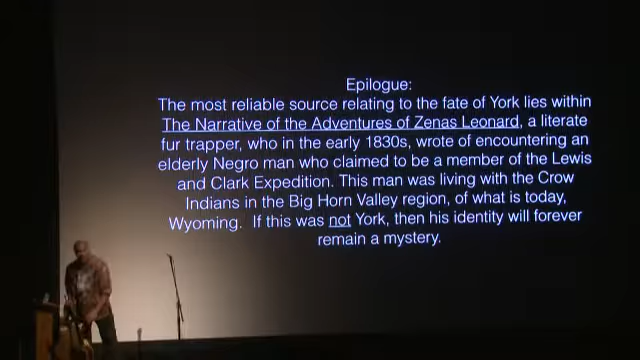 Epilogue:
The most reliable source relating to the fate of York lies within
The Narrative of the Adventures of Zenas Leonard, a literate
fur trapper, who in the early 1830s, wrote of encountering an
elderly Negro man who claimed to be a member of the Lewis
and Clark Expedition. This man was living with the Crow
Indians in the Big Horn Valley region, of what is today,
Wyoming. If this was not York, then his identity will forever
remain a mystery.